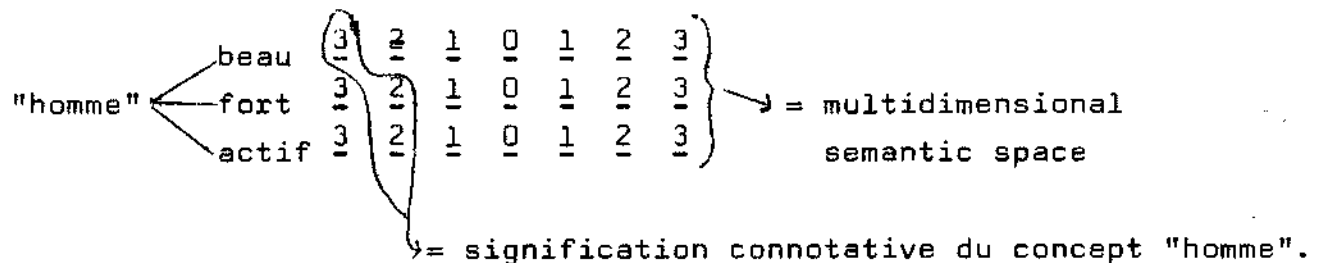 beau 3 2 1 0 1 2 3
"homme" fort 3 2 1 0 1 2 3 = multidimensional
actif 3 2 1 0 1 2 3 semantic space
= signification connotative du concept "homme".